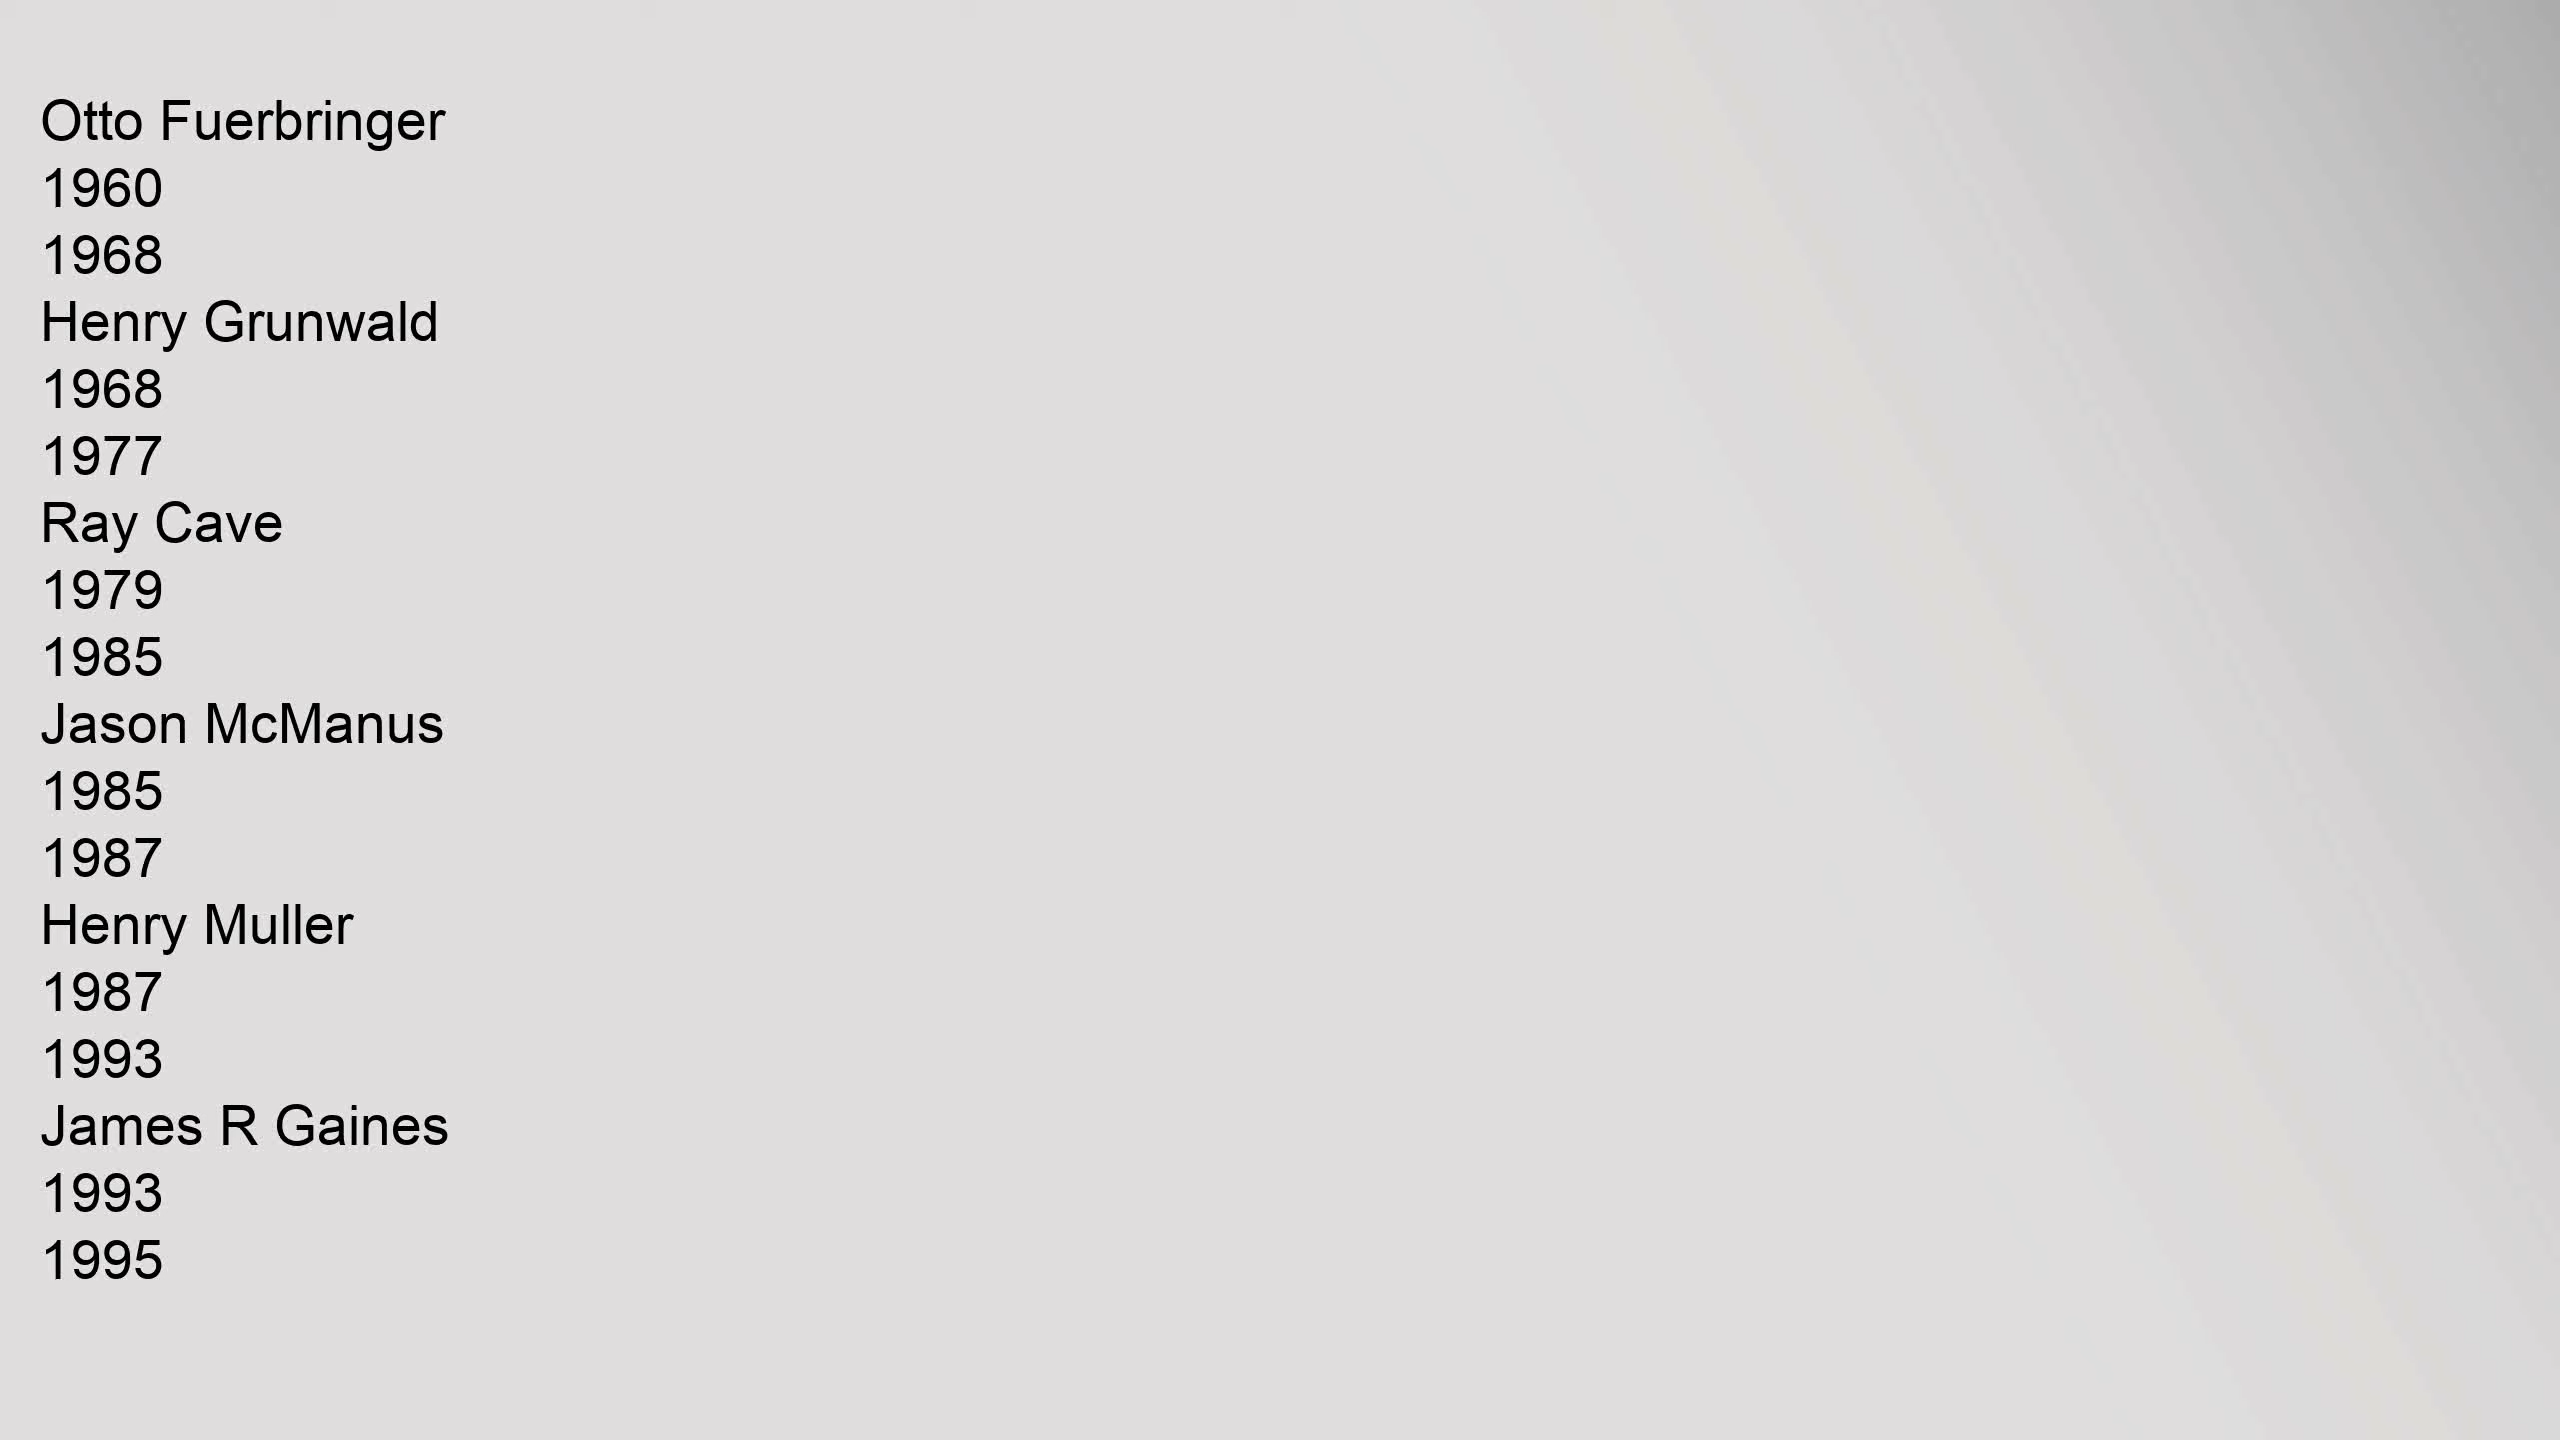 Otto Fuerbringer
1960
1968
Henry Grunwald
1968
1977
Ray Cave
1979
1985
Jason McManus
1985
1987
Henry Muller
1987
1993
James R Gaines
1993
1995